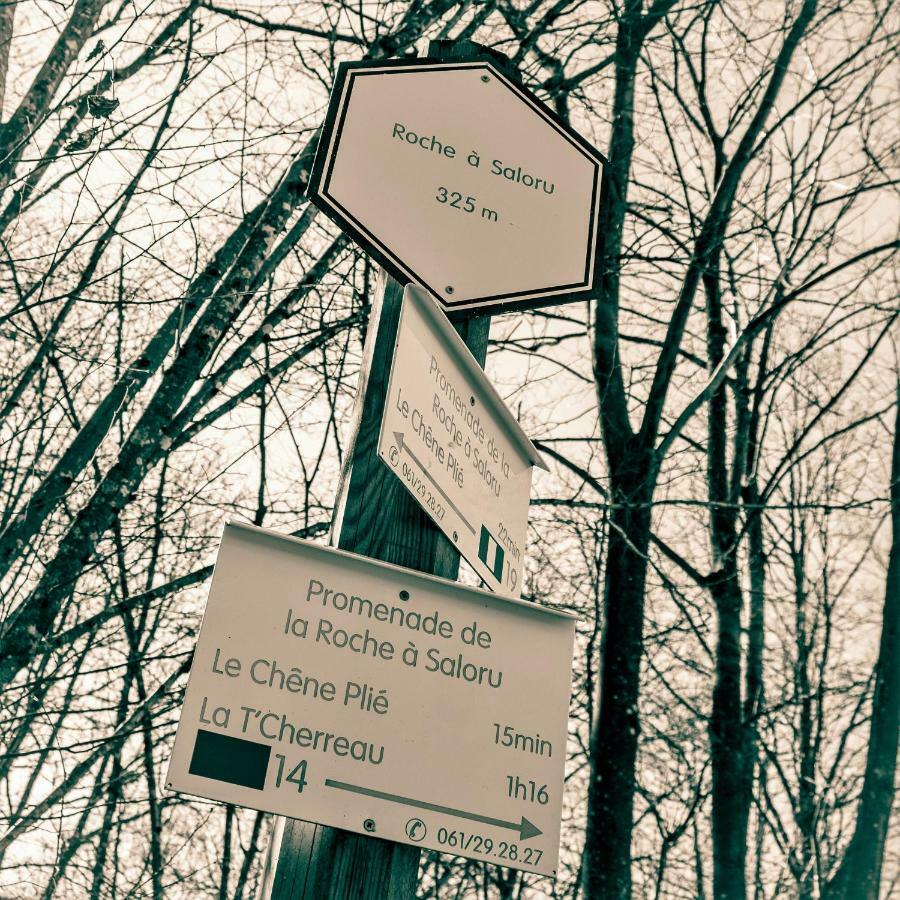 Roche à Saloru
325 m
Promenade de la
Roche à Saloru
Le Chêne Plié
22min
061/29.28.27
19
Promenade de
la Roche à Saloru
Le Chêne Plié
15min
La T'Cherreau
1h16
14
061/29.28.27